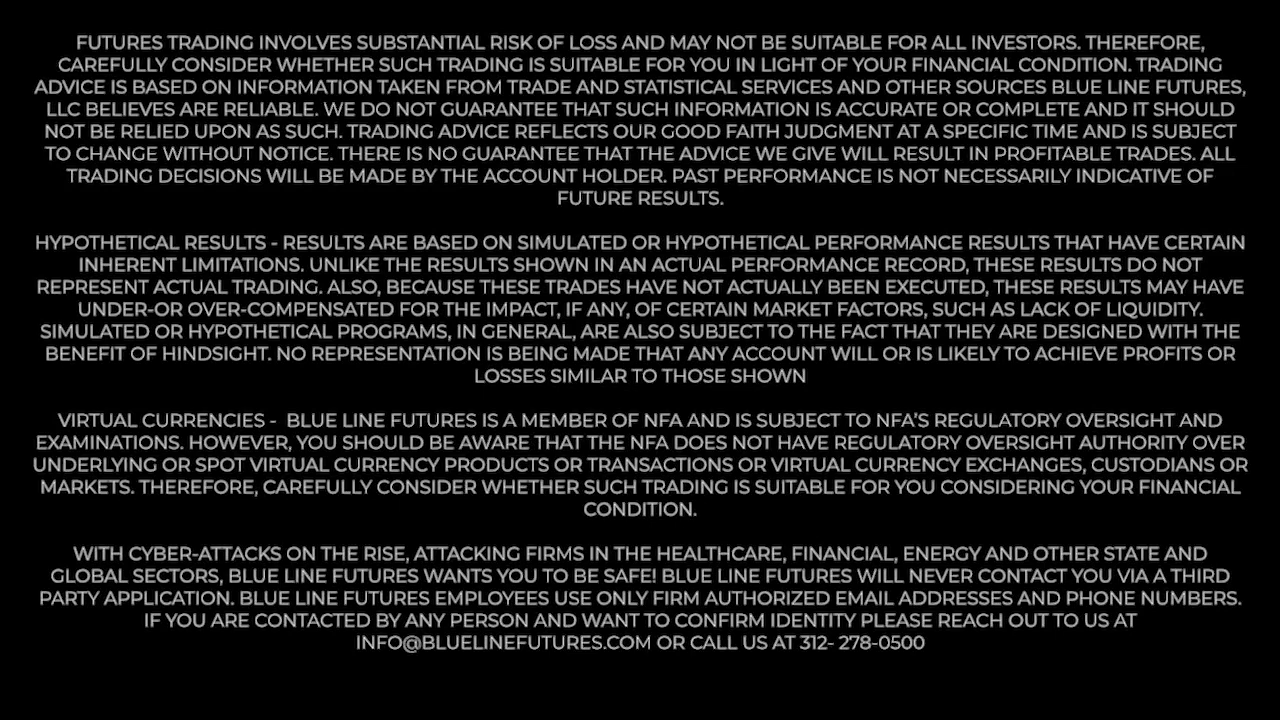 FUTURES TRADING INVOLVES SUBSTANTIAL RISK OF LOSS AND MAY NOT BE SUITABLE FOR ALL INVESTORS. THEREFORE,
CAREFULLY CONSIDER WHETHER SUCH TRADING IS SUITABLE FOR YOU IN LIGHT OF YOUR FINANCIAL CONDITION. TRADING
ADVICE IS BASED ON INFORMATION TAKEN FROM TRADE AND STATISTICAL SERVICES AND OTHER SOURCES BLUE LINE FUTURES,
LLC BELIEVES ARE RELIABLE. WE DO NOT GUARANTEE THAT SUCH INFORMATION IS ACCURATE OR COMPLETE AND IT SHOULD
NOT BE RELIED UPON AS SUCH. TRADING ADVICE REFLECTS OUR GOOD FAITH JUDGMENT AT A SPECIFIC TIME AND IS SUBJECT
TO CHANGE WITHOUT NOTICE. THERE IS NO GUARANTEE THAT THE ADVICE WE GIVE WILL RESULT IN PROFITABLE TRADES. ALL
TRADING DECISIONS WILL BE MADE BY THE ACCOUNT HOLDER. PAST PERFORMANCE IS NOT NECESSARILY INDICATIVE OF
FUTURE RESULTS.
HYPOTHETICAL RESULTS - RESULTS ARE BASED ON SIMULATED OR HYPOTHETICAL PERFORMANCE RESULTS THAT HAVE CERTAIN
INHERENT LIMITATIONS. UNLIKE THE RESULTS SHOWN IN AN ACTUAL PERFORMANCE RECORD, THESE RESULTS DO NOT
REPRESENT ACTUAL TRADING. ALSO, BECAUSE THESE TRADES HAVE NOT ACTUALLY BEEN EXECUTED, THESE RESULTS MAY HAVE
UNDER-OR OVER-COMPENSATED FOR THE IMPACT, IF ANY, OF CERTAIN MARKET FACTORS, SUCH AS LACK OF LIQUIDITY.
SIMULATED OR HYPOTHETICAL PROGRAMS, IN GENERAL, ARE ALSO SUBJECT TO THE FACT THAT THEY ARE DESIGNED WITH THE
BENEFIT OF HINDSIGHT. NO REPRESENTATION IS BEING MADE THAT ANY ACCOUNT WILL OR IS LIKELY TO ACHIEVE PROFITS OR
LOSSES SIMILAR TO THOSE SHOWN
VIRTUAL CURRENCIES -  BLUE LINE FUTURES IS A MEMBER OF NFA AND IS SUBJECT TO NFA’S REGULATORY OVERSIGHT AND
EXAMINATIONS. HOWEVER, YOU SHOULD BE AWARE THAT THE NFA DOES NOT HAVE REGULATORY OVERSIGHT AUTHORITY OVER
UNDERLYING OR SPOT VIRTUAL CURRENCY PRODUCTS OR TRANSACTIONS OR VIRTUAL CURRENCY EXCHANGES, CUSTODIANS OR
MARKETS. THEREFORE, CAREFULLY CONSIDER WHETHER SUCH TRADING IS SUITABLE FOR YOU CONSIDERING YOUR FINANCIAL
CONDITION.
WITH CYBER-ATTACKS ON THE RISE, ATTACKING FIRMS IN THE HEALTHCARE, FINANCIAL, ENERGY AND OTHER STATE AND
GLOBAL SECTORS, BLUE LINE FUTURES WANTS YOU TO BE SAFE! BLUE LINE FUTURES WILL NEVER CONTACT YOU VIA A THIRD
PARTY APPLICATION. BLUE LINE FUTURES EMPLOYEES USE ONLY FIRM AUTHORIZED EMAIL ADDRESSES AND PHONE NUMBERS.
IF YOU ARE CONTACTED BY ANY PERSON AND WANT TO CONFIRM IDENTITY PLEASE REACH OUT TO US AT
INFO@BLUELINEFUTURES.COM OR CALL US AT 312- 278-0500